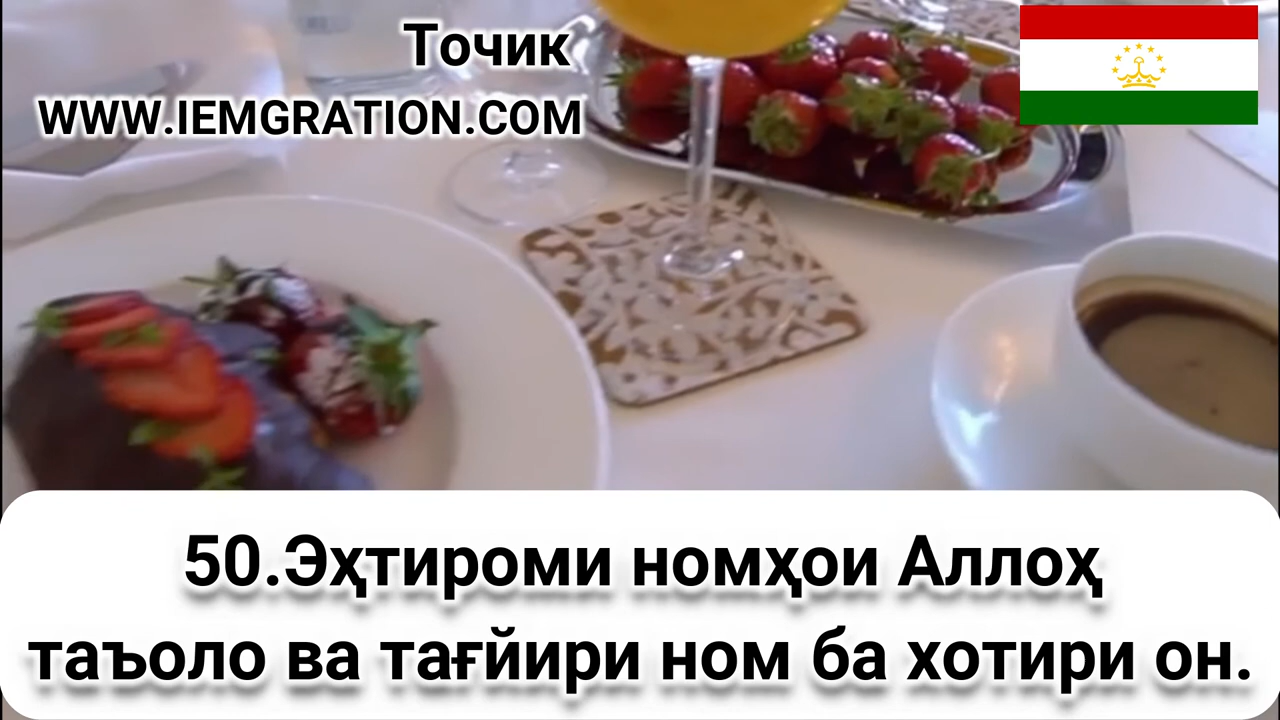 Точик
WWW.IEMGRATION.COM
50.Эҳтироми номҳои Аллоҳ
таъоло ва тағйири ном ба хотири он.